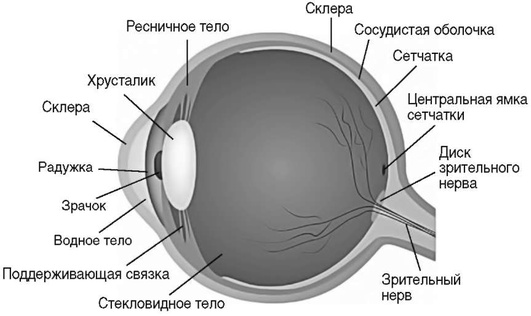 Ресничное тело
Хрусталик
Склера
Радужка
Зрачок
Водное тело
Поддерживающая связка
Стекловидное тело
Склера
Сосудистая оболочка
Сетчатка
Центральная ямка
сетчатки
Диск
зрительного
нерва
Зрительный
нерв